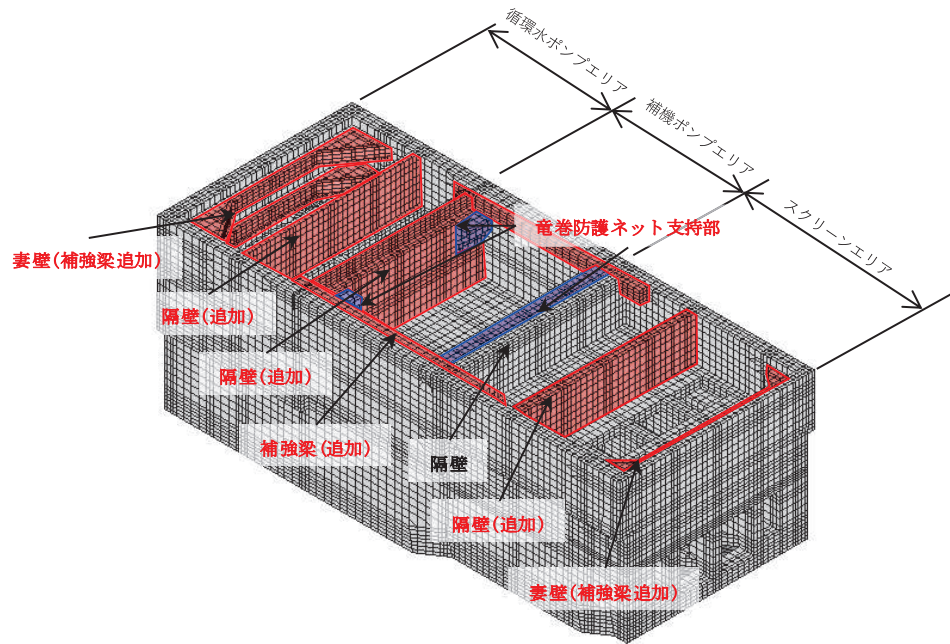 循環水ポンプエリア
補機ポンプエリア
スクリーンエリア
竜巻防護ネット支持部
妻壁(補強梁追加)
隔壁(追加)
隔壁(追加)
補強梁(追加)
隔壁
隔壁(追加)
妻壁(補強梁追加)